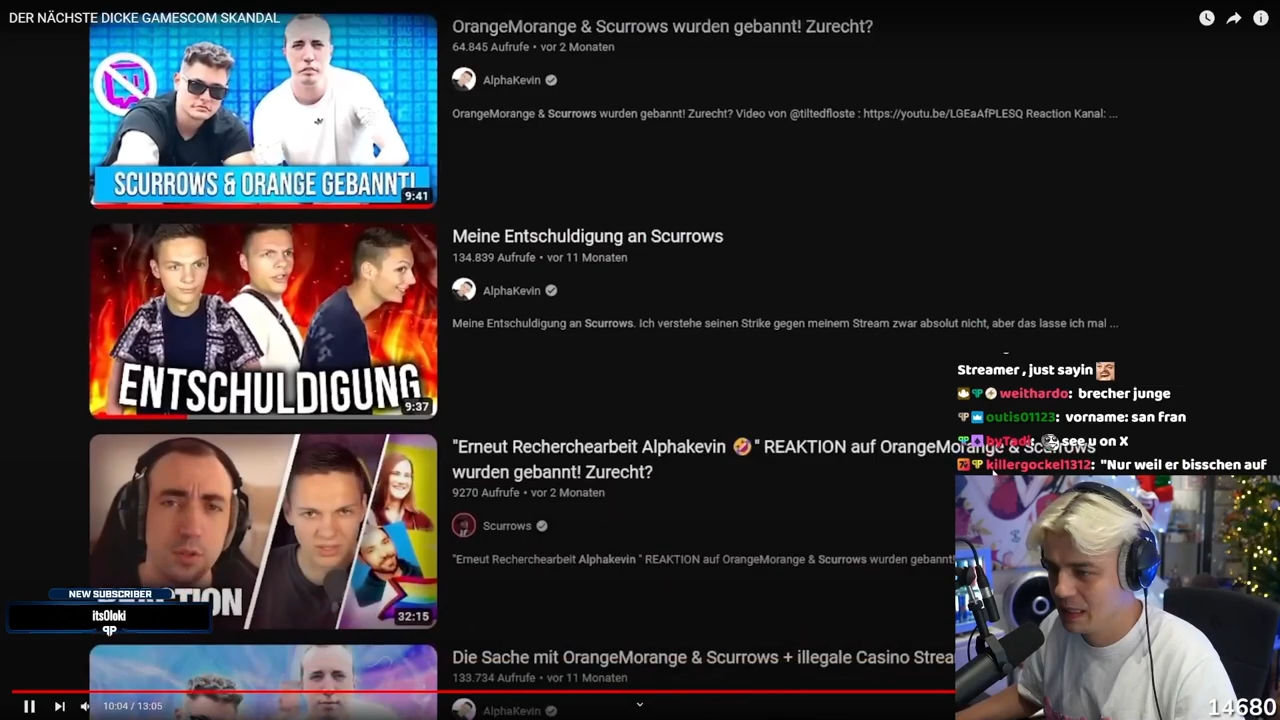 DER NÄCHSTE DICKE GAMESCOM SKANDAL
SCURROWS & ORANGE GEBANNT!
9:41
OrangeMorange & Scurrows wurden gebannt! Zurecht?
64.845 Aufrufe • vor 2 Monaten
AlphaKevin
OrangeMorange & Scurrows wurden gebannt! Zurecht? Video von @tiltedfloste : https://youtu.be/LGEaAfPLESQ Reaction Kanal: ...
ENTSCHULDIGUNG
9:37
Meine Entschuldigung an Scurrows
134.839 Aufrufe • vor 11 Monaten
AlphaKevin
Meine Entschuldigung an Scurrows. Ich verstehe seinen Strike gegen meinem Stream zwar absolut nicht, aber das lasse ich mal ...
32:15
"Erneut Recherchearbeit Alphakevin 🤣" REAKTION auf OrangeMorange & Scurrows
wurden gebannt! Zurecht?
9270 Aufrufe • vor 2 Monaten
Scurrows
"Erneut Recherchearbeit Alphakevin " REAKTION auf OrangeMorange & Scurrows wurden gebannt!
Die Sache mit OrangeMorange & Scurrows + illegale Casino Strea
133.734 Aufrufe • vor 11 Monaten
AlphaKevin
Streamer , just sayin
weithardo: brecher junge
outis01123: vorname: san fran
byTadi: see u on X
killergockel1312: "Nur weil er bisschen auf
NEW SUBSCRIBER
its0loki
10:04 / 13:05
14680